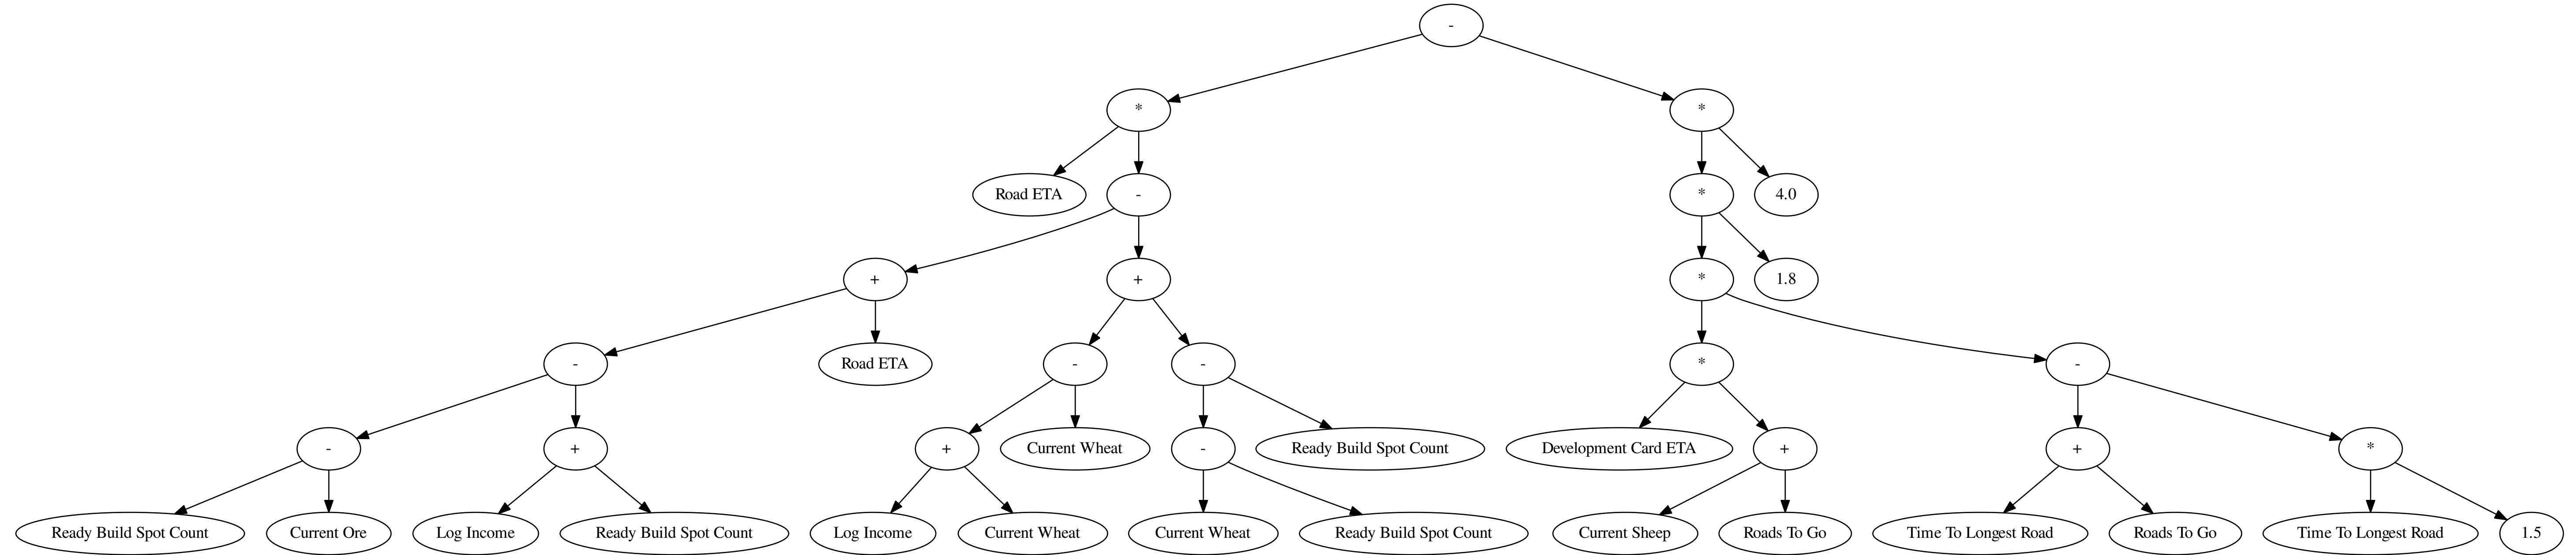 -
* *
Road ETA - * 4.0
+ + * 1.8
- Road ETA - - * -
- + + Current Wheat - Ready Build Spot Count Development Card ETA + + *
Ready Build Spot Count Current Ore Log Income Ready Build Spot Count Log Income Current Wheat Current Wheat Ready Build Spot Count Current Sheep Roads To Go Time To Longest Road Roads To Go Time To Longest Road 1.5